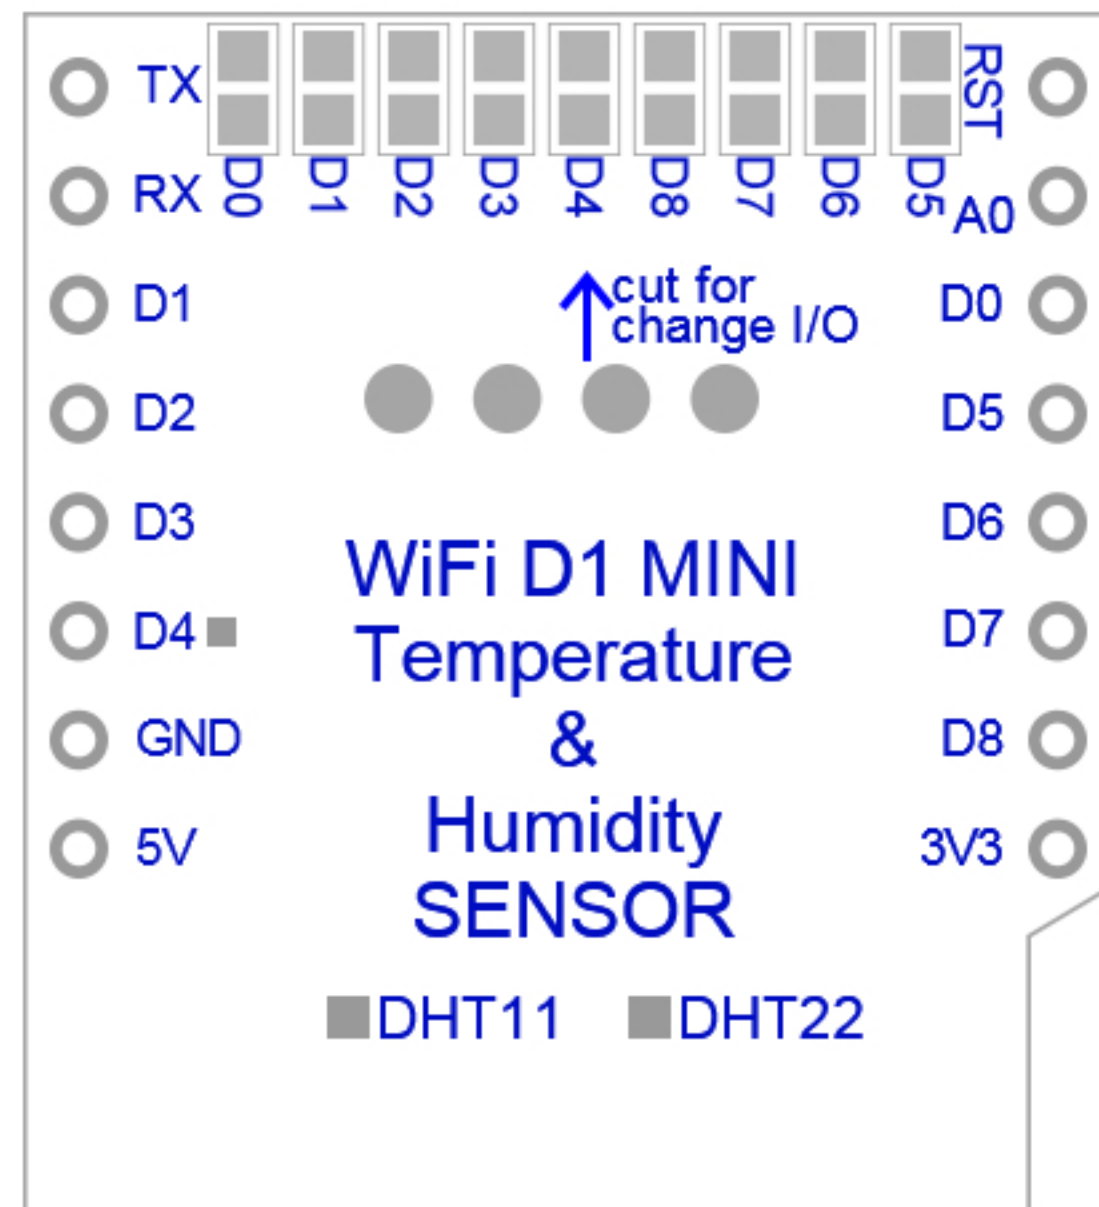 TX
RST
D0 D1 D2 D3 D4 D8 D7 D6 D5
RX
A0
cut for
change I/O
D1
D0
D2
D5
D3
D6
WiFi D1 MINI
Temperature
&
Humidity
SENSOR
D4
D7
GND
D8
5V
3V3
DHT11
DHT22